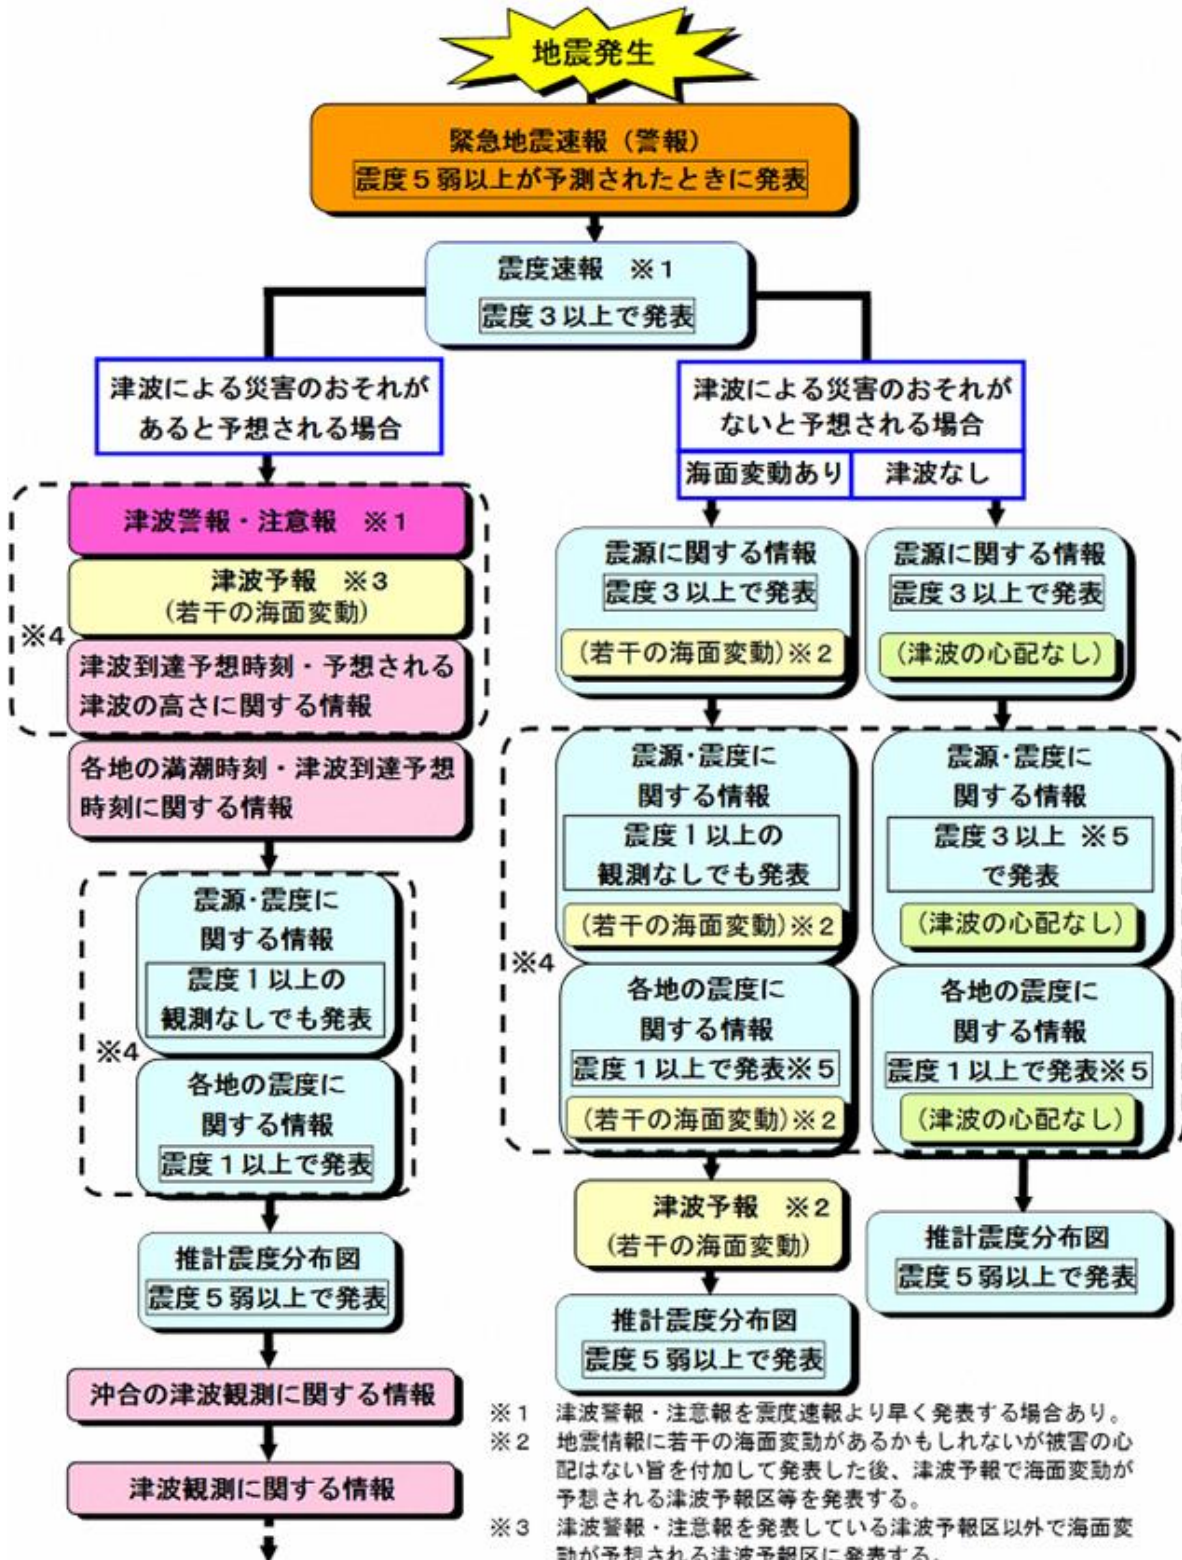 地震発生
緊急地震速報（警報）
震度５弱以上が予測されたときに発表
震度速報　※１
震度３以上で発表
津波による災害のおそれが
あると予想される場合
津波による災害のおそれが
ないと予想される場合
海面変動あり
津波なし
津波警報・注意報　※１
津波予報　※３
(若干の海面変動)
津波到達予想時刻・予想される
津波の高さに関する情報
※４
各地の満潮時刻・津波到達予想
時刻に関する情報
震源･震度に
関する情報
震度１以上の
観測なしでも発表
※４
各地の震度に
関する情報
震度１以上で発表
推計震度分布図
震度５弱以上で発表
沖合の津波観測に関する情報
津波観測に関する情報
震源に関する情報
震度３以上で発表
(若干の海面変動)※２
震源･震度に
関する情報
震度１以上の
観測なしでも発表
(若干の海面変動)※２
※４
各地の震度に
関する情報
震度１以上で発表※５
(若干の海面変動)※２
津波予報　※２
(若干の海面変動)
推計震度分布図
震度５弱以上で発表
震源に関する情報
震度３以上で発表
(津波の心配なし)
震源･震度に
関する情報
震度３以上 ※５
で発表
(津波の心配なし)
各地の震度に
関する情報
震度１以上で発表※５
(津波の心配なし)
推計震度分布図
震度５弱以上で発表
※１　津波警報・注意報を震度速報より早く発表する場合あり。
※２　地震情報に若干の海面変動があるかもしれないが被害の心
配はない旨を付加して発表した後、津波予報で海面変動が
予想される津波予報区等を発表する。
※３　津波警報・注意報を発表している津波予報区以外で海面変
動が予想される津波予報区に発表する。